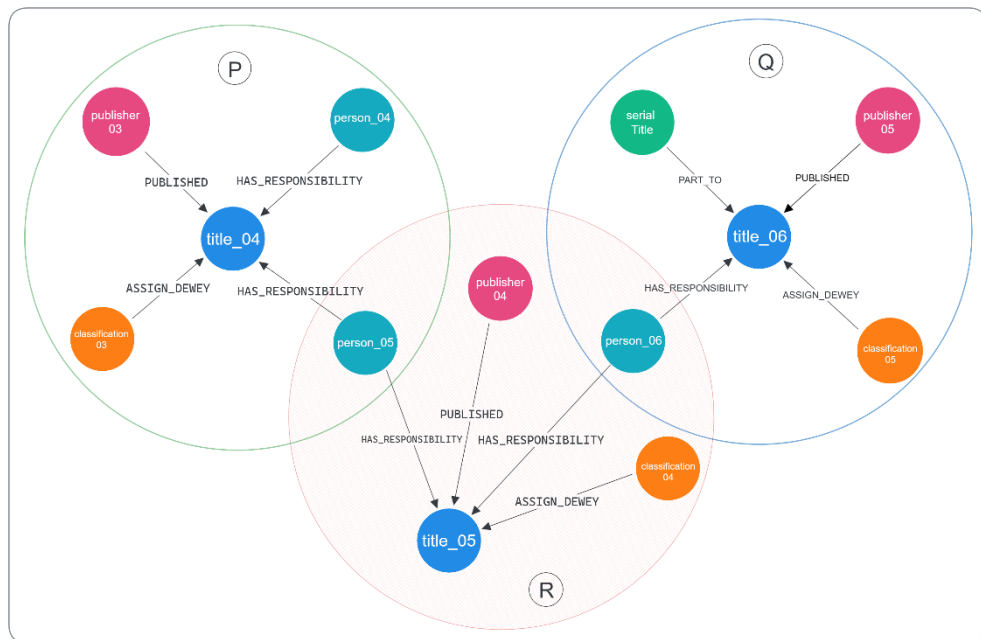 P
Q
publisher
03
person_04
serial
Title
publisher
05
PUBLISHED
HAS_RESPONSIBILITY
PART_TO
PUBLISHED
title_04
title_06
ASSIGN_DEWEY
HAS_RESPONSIBILITY
publisher
04
HAS_RESPONSIBILITY
ASSIGN_DEWEY
classification
03
person_05
person_06
classification
05
PUBLISHED
HAS_RESPONSIBILITY
HAS_RESPONSIBILITY
classification
04
ASSIGN_DEWEY
title_05
R